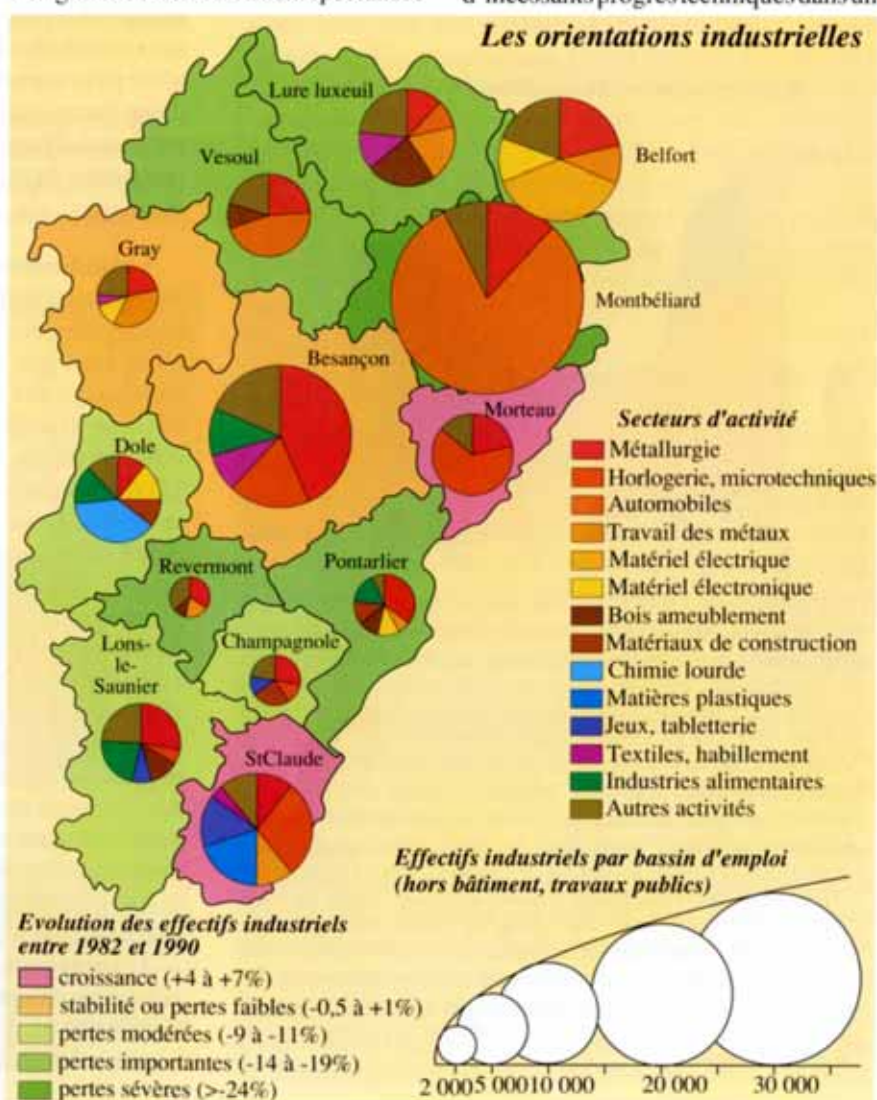 d'incessants progrès techniques dans un
Les orientations industrielles
Lure luxeuil
Vesoul
Belfort
Gray
Montbéliard
Besançon
Morteau
Dole
Revermont
Pontarlier
Lons-
le-
Saunier
Champagnole
StClaude
Secteurs d'activité
Métallurgie
Horlogerie, microtechniques
Automobiles
Travail des métaux
Matériel électrique
Matériel électronique
Bois ameublement
Matériaux de construction
Chimie lourde
Matières plastiques
Jeux, tabletterie
Textiles, habillement
Industries alimentaires
Autres activités
Effectifs industriels par bassin d'emploi
(hors bâtiment, travaux publics)
2 000 5 000 10 000 20 000 30 000
Evolution des effectifs industriels
entre 1982 et 1990
croissance (+4 à +7%)
stabilité ou pertes faibles (-0,5 à +1%)
pertes modérées (-9 à -11%)
pertes importantes (-14 à -19%)
pertes sévères (>-24%)